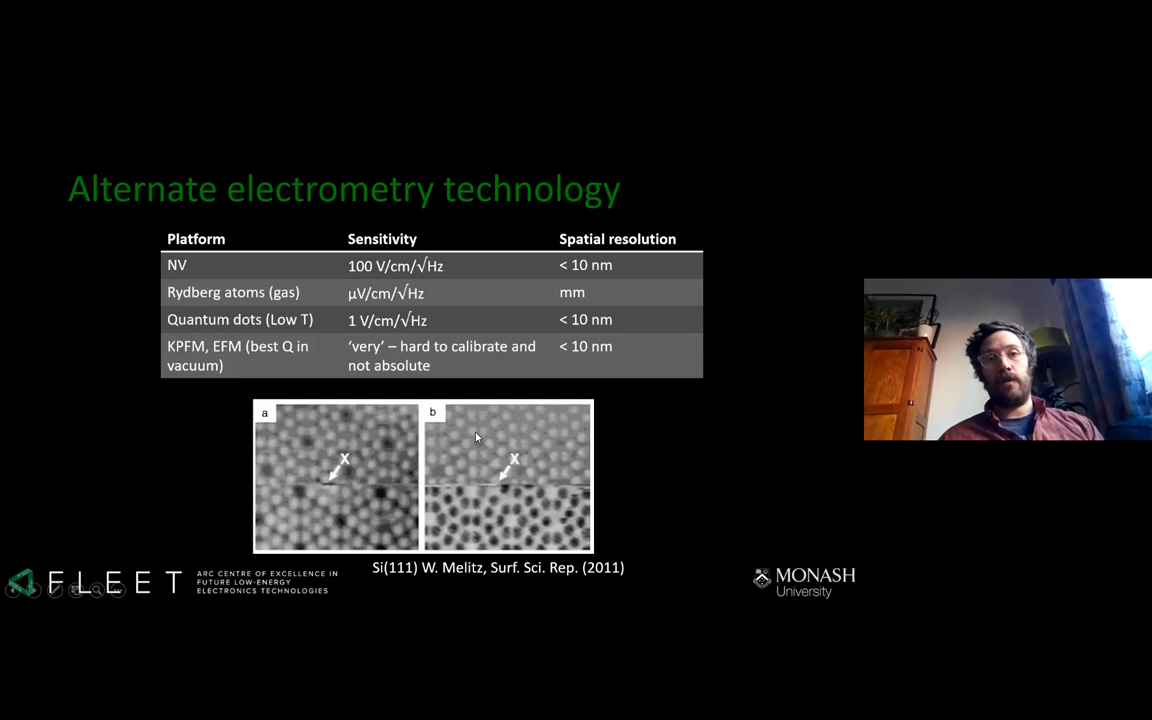 Alternate electrometry technology
Platform Sensitivity Spatial resolution
NV 100 V/cm/√Hz < 10 nm
Rydberg atoms (gas) µV/cm/√Hz mm
Quantum dots (Low T) 1 V/cm/√Hz < 10 nm
KPFM, EFM (best Q in vacuum) 'very' – hard to calibrate and not absolute < 10 nm
a b
X X
Si(111) W. Melitz, Surf. Sci. Rep. (2011)
FLEET
ARC CENTRE OF EXCELLENCE IN
FUTURE LOW-ENERGY
ELECTRONICS TECHNOLOGIES
MONASH
University